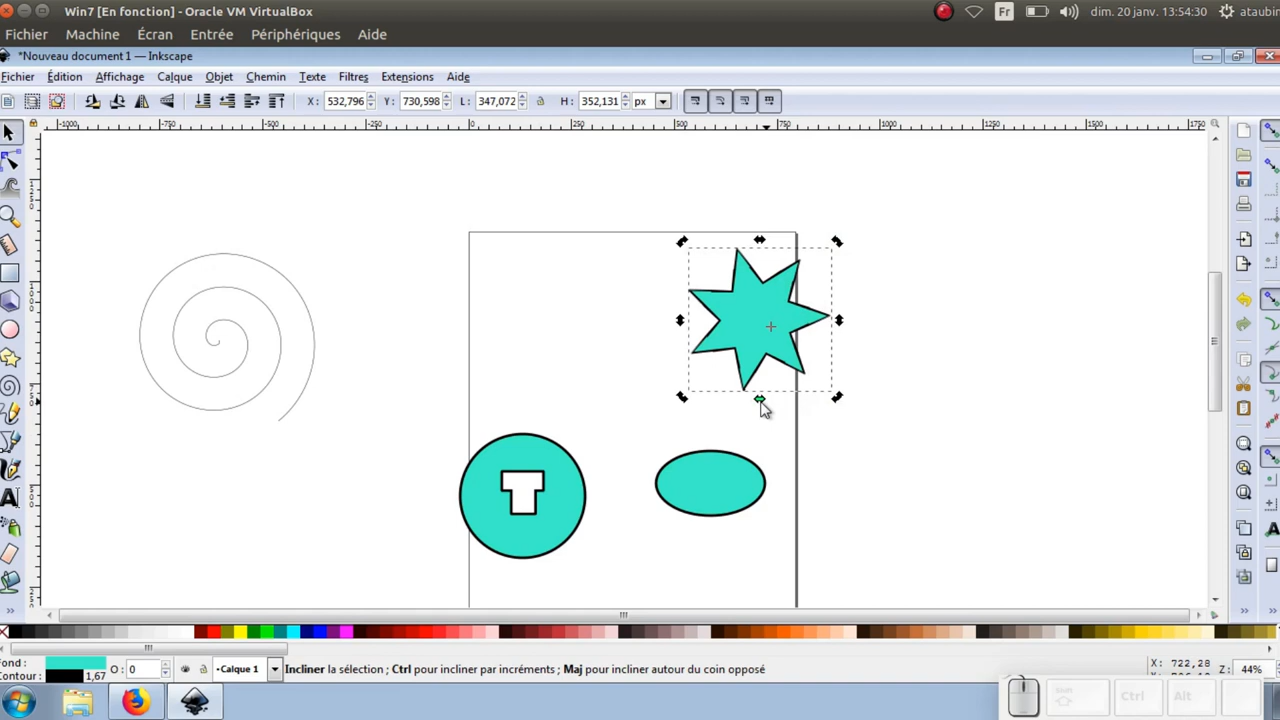 Win7 [En fonction] - Oracle VM VirtualBox
Fr
dim. 20 janv. 13:54:30
ataubin
Fichier Machine Écran Entrée Périphériques Aide
*Nouveau document 1 — Inkscape
Fichier Édition Affichage Calque Objet Chemin Texte Filtres Extensions Aide
X: 532,796 Y: 730,598 L: 347,072 H: 352,131 px
-1000 -750 -500 -250 0 250 500 750 1000 1250 1500 1750
T
Fond :
O : 0
Calque 1
Incliner la sélection ; Ctrl pour incliner par incréments ; Maj pour incliner autour du coin opposé
X: 722,28
Z: 44%
Contour : 1,67
Shift
Ctrl
Alt